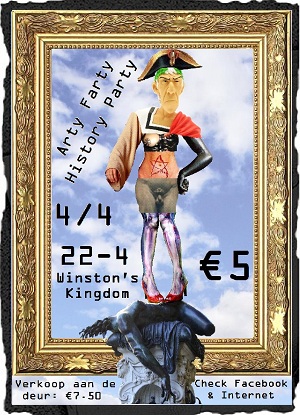 Arty Farty
History Party
4/4
22-4
Winston's
Kingdom
€5
Verkoop aan de
deur: €7.50
Check Facebook
& Internet